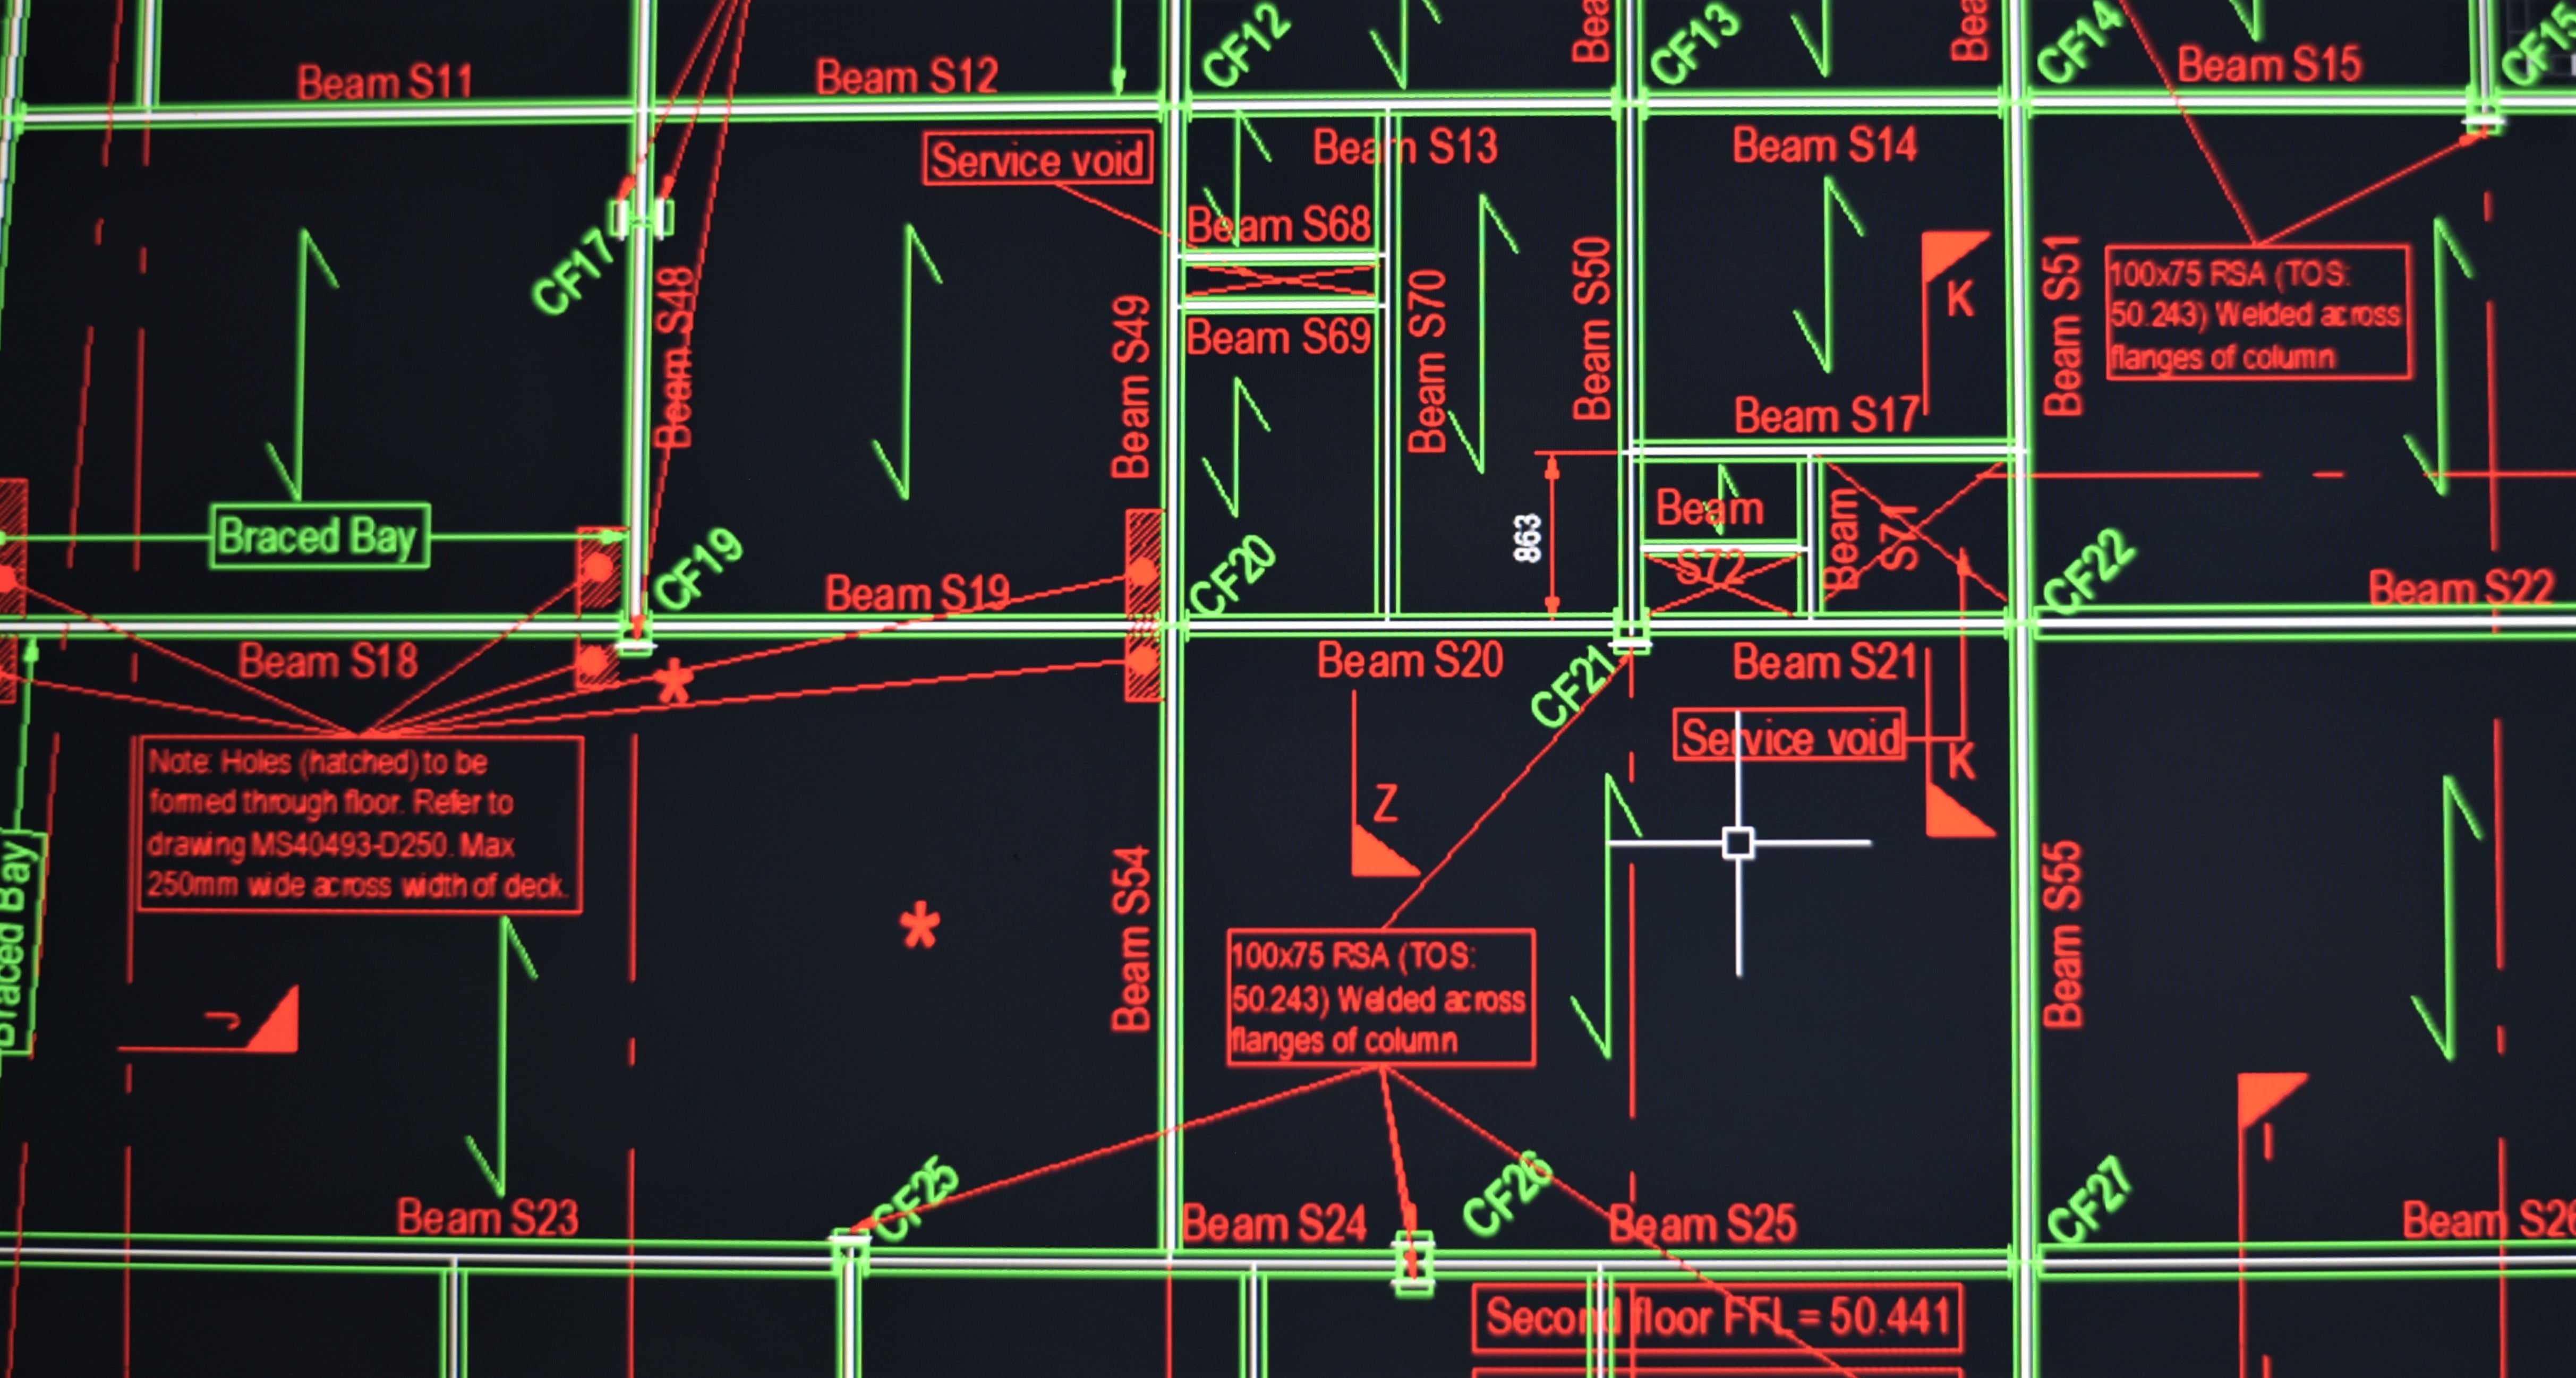 CF12
CF13
CF14
CF15
Beam S11
Beam S12
Beam S15
Service void
Beam S13
Beam S14
Beam S68
Beam S69
CF17
Beam S48
Beam S49
Beam S70
Beam S50
K
Beam S51
100x75 RSA (TOS:
50.243) Welded across
flanges of column
Beam S17
Braced Bay
CF19
Beam S19
CF20
863
Beam
S72
Beam
S71
CF22
Beam S22
Beam S18
*
Beam S20
CF21
Beam S21
Service void
K
Note: Holes (hatched) to be
formed through floor. Refer to
drawing MS40493-D250. Max
250mm wide across width of deck.
Z
Braced Bay
Beam S54
*
Beam S55
100x75 RSA (TOS:
50.243) Welded across
flanges of column
J
I
Beam S23
CF25
Beam S24
CF26
Beam S25
CF27
Beam S26
Second floor FFL = 50.441